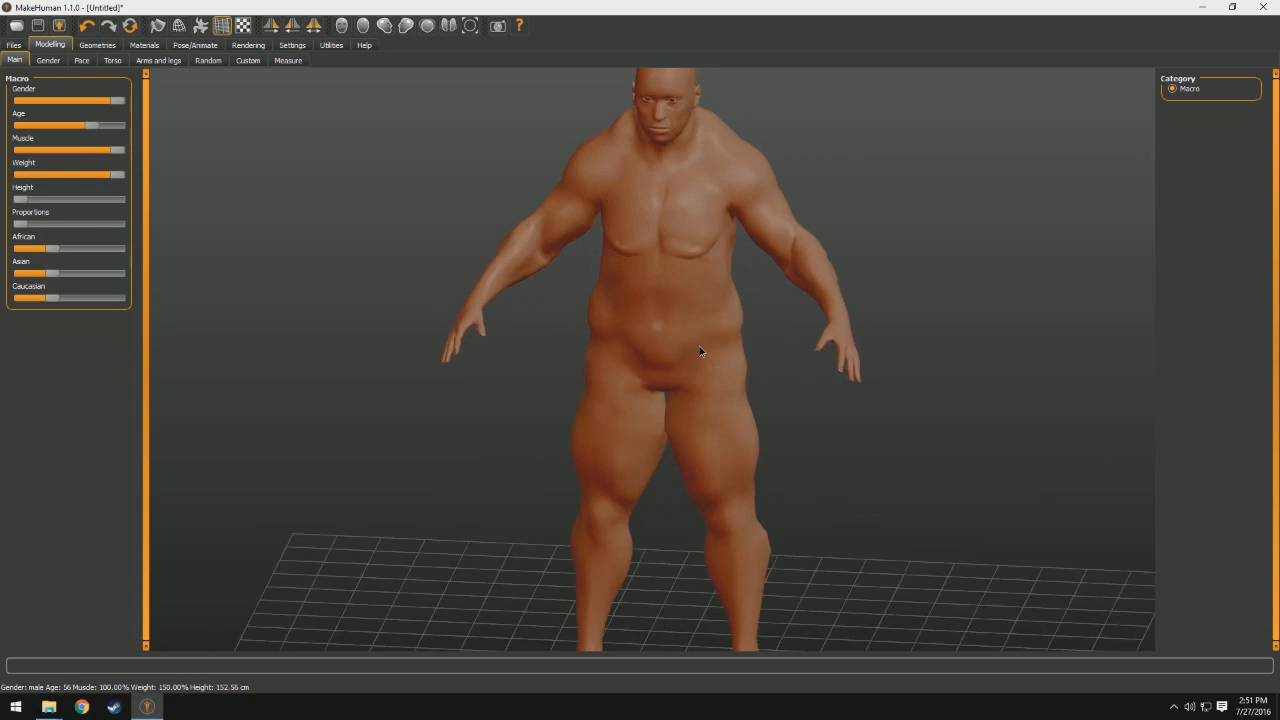 MakeHuman 1.1.0 - [Untitled]*
Files Modelling Geometries Materials Pose/Animate Rendering Settings Utilities Help
Main Gender Face Torso Arms and legs Random Custom Measure
Macro
Gender
Age
Muscle
Weight
Height
Proportions
African
Asian
Caucasian
Category
Macro
Gender: male Age: 56 Muscle: 100.00% Weight: 150.00% Height: 152.56 cm
2:51 PM
7/27/2016